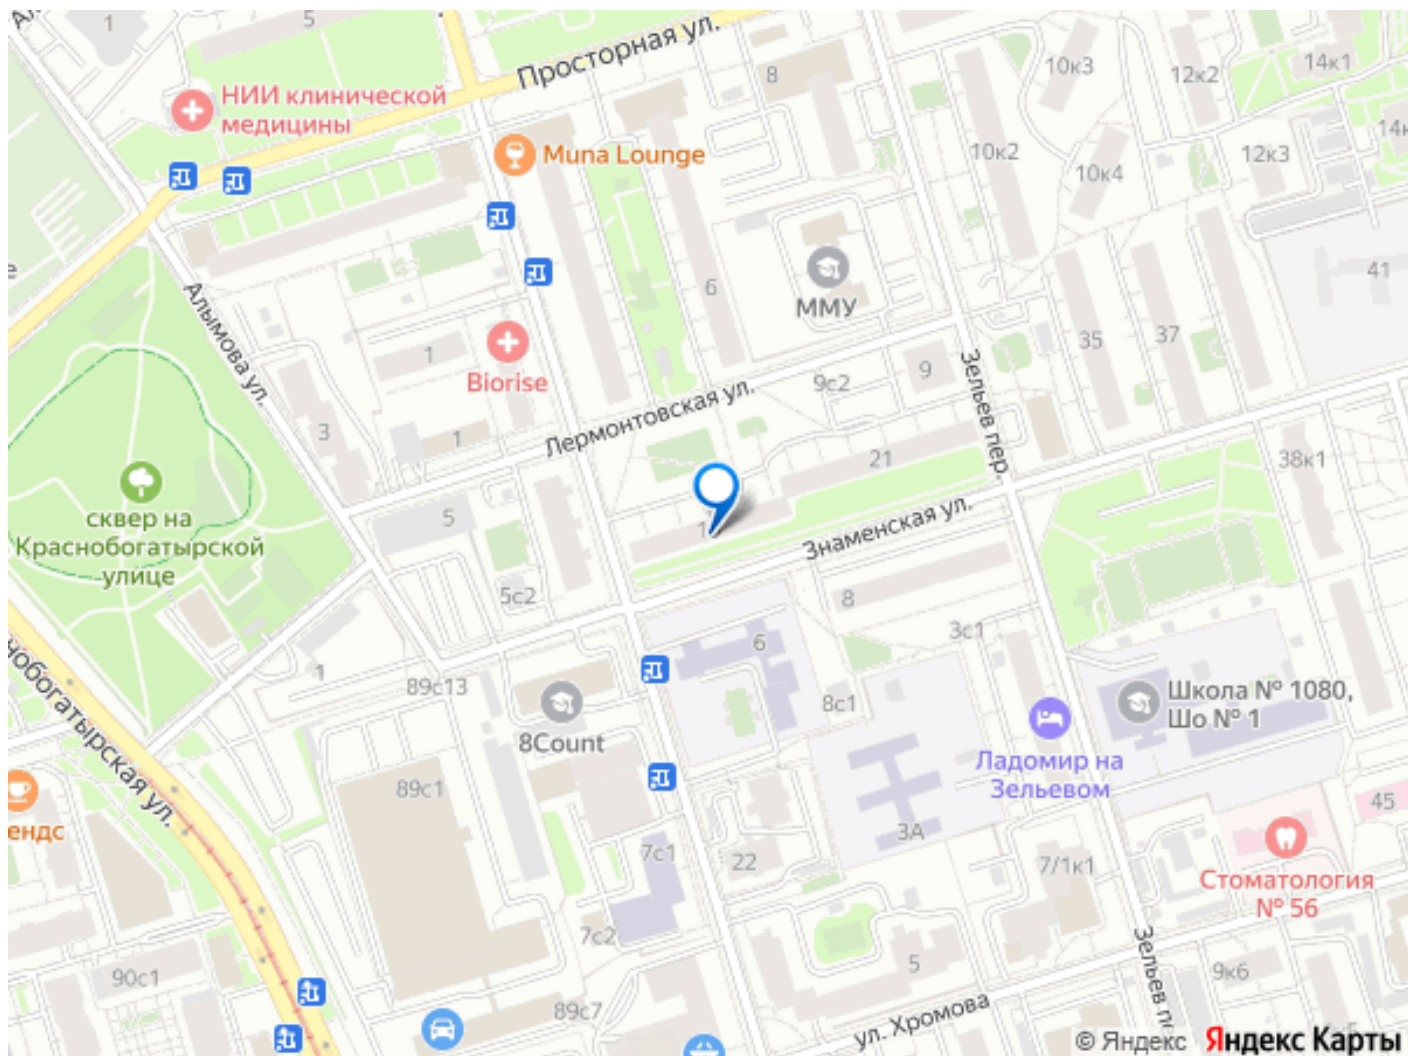 1
5
Просторная ул.
8
10к3
12к2
14к1
НИИ клинической
медицины
Muna Lounge
10к2
10к4
12к3
41
6
ММУ
Алымова ул.
1
Biorise
35
37
9
9с2
Зельев пер.
Лермонтовская ул.
3
1
21
38к1
сквер на
Краснобогатырской
улице
5
Знаменская ул.
5с2
8
3с1
6
1
89с13
8с1
Школа № 1080,
Шо № 1
8Count
Ладомир на
Зельевом
89с1
45
ендс
3А
7с1
22
7/1к1
Стоматология
№ 56
7с2
5
90с1
9к6
89с7
ул. Хромова
© Яндекс
Яндекс Карты